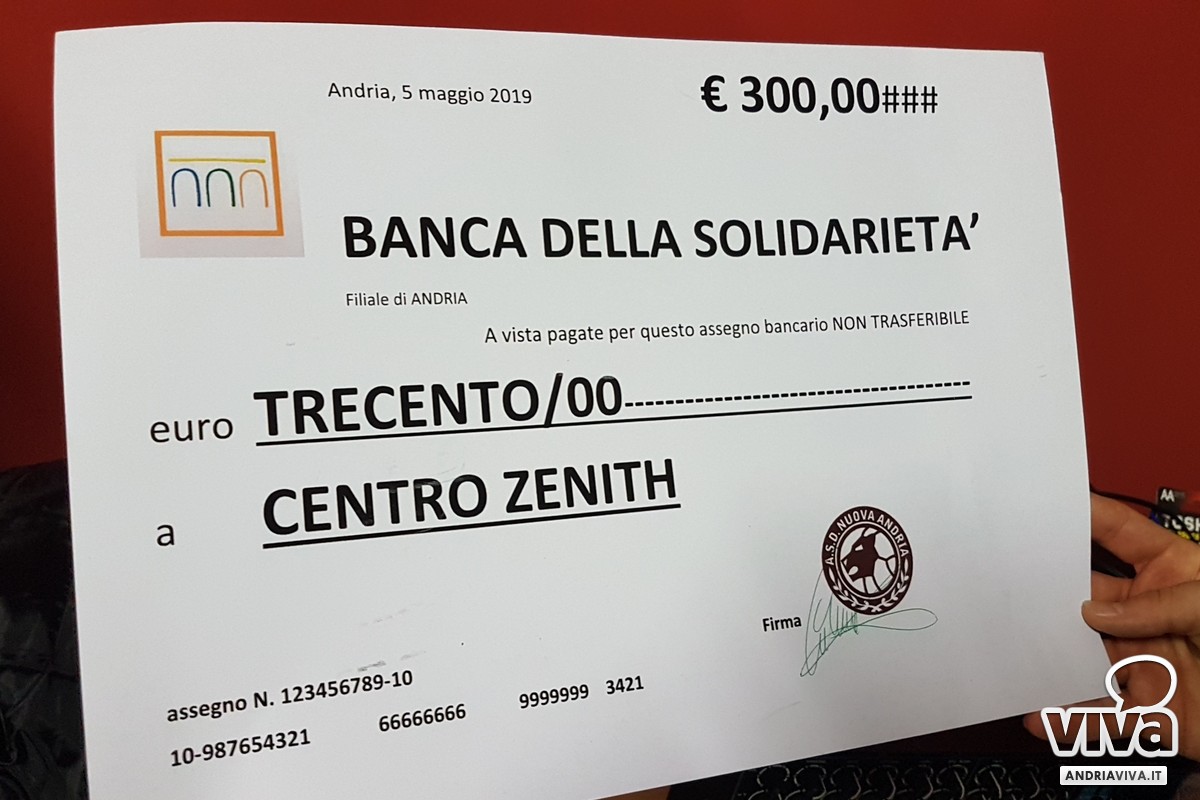 Andria, 5 maggio 2019
€ 300,00###
BANCA DELLA SOLIDARIETA’
Filiale di ANDRIA
A vista pagate per questo assegno bancario NON TRASFERIBILE
euro TRECENTO/00----------------------------------------
a CENTRO ZENITH
A.S.D. NUOVA ANDRIA
Firma
assegno N. 123456789-10
10-987654321 66666666 9999999 3421
AA
viva
ANDRIAVIVA.IT